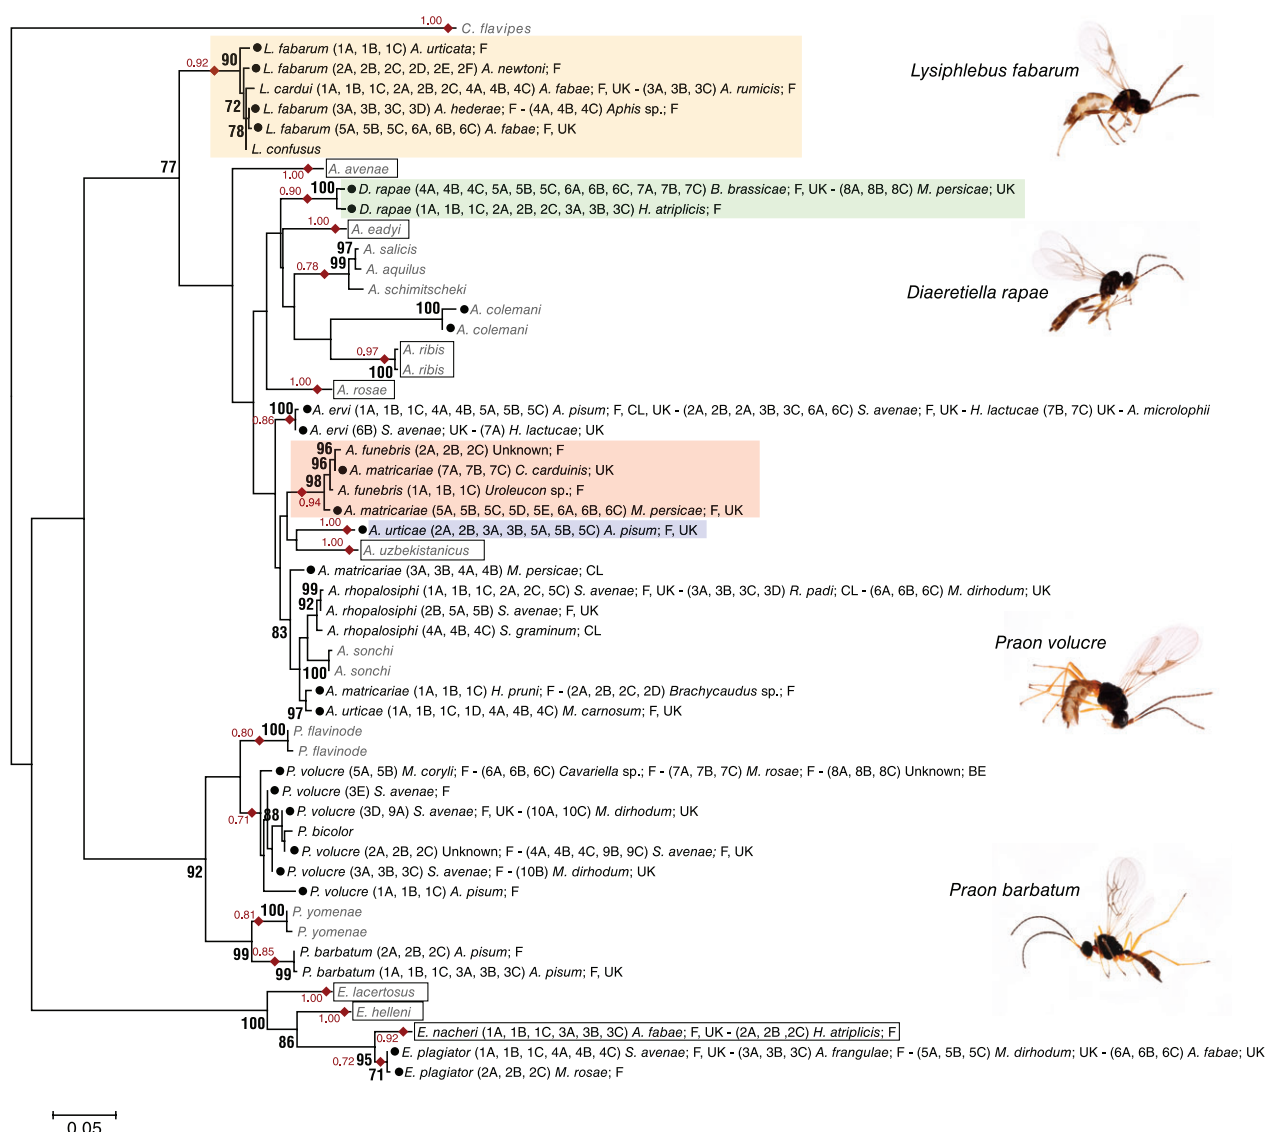 1.00 C. flavipes
0.92 90 L. fabarum (1A, 1B, 1C) A. urticata; F
Lysiphlebus fabarum
L. fabarum (2A, 2B, 2C, 2D, 2E, 2F) A. newtoni; F
L. cardui (1A, 1B, 1C, 2A, 2B, 2C, 4A, 4B, 4C) A. fabae; F, UK - (3A, 3B, 3C) A. rumicis; F
72 L. fabarum (3A, 3B, 3C, 3D) A. hederae; F - (4A, 4B, 4C) Aphis sp.; F
78 L. fabarum (5A, 5B, 5C, 6A, 6B, 6C) A. fabae; F, UK
L. confusus
77
1.00 A. avenae
0.90 100 D. rapae (4A, 4B, 4C, 5A, 5B, 5C, 6A, 6B, 6C, 7A, 7B, 7C) B. brassicae; F, UK - (8A, 8B, 8C) M. persicae; UK
D. rapae (1A, 1B, 1C, 2A, 2B, 2C, 3A, 3B, 3C) H. atriplicis; F
1.00 A. eadyi
97 A. salicis
0.78 99 A. aquilus
A. schimitscheki
Diaeretiella rapae
100 A. colemani
A. colemani
0.97 A. ribis
100 A. ribis
1.00 A. rosae
0.86 100 A. ervi (1A, 1B, 1C, 4A, 4B, 5A, 5B, 5C) A. pisum; F, CL, UK - (2A, 2B, 2A, 3B, 3C, 6A, 6C) S. avenae; F, UK - H. lactucae (7B, 7C) UK - A. microlophii
A. ervi (6B) S. avenae; UK - (7A) H. lactucae; UK
96 A. funebris (2A, 2B, 2C) Unknown; F
96 A. matricariae (7A, 7B, 7C) C. carduinis; UK
98 A. funebris (1A, 1B, 1C) Uroleucon sp.; F
0.94 A. matricariae (5A, 5B, 5C, 5D, 5E, 6A, 6B, 6C) M. persicae; F, UK
1.00 A. urticae (2A, 2B, 3A, 3B, 5A, 5B, 5C) A. pisum; F, UK
1.00 A. uzbekistanicus
A. matricariae (3A, 3B, 4A, 4B) M. persicae; CL
99 A. rhopalosiphi (1A, 1B, 1C, 2A, 2C, 5C) S. avenae; F, UK - (3A, 3B, 3C, 3D) R. padi; CL - (6A, 6B, 6C) M. dirhodum; UK
92 A. rhopalosiphi (2B, 5A, 5B) S. avenae; F, UK
83 A. rhopalosiphi (4A, 4B, 4C) S. graminum; CL
A. sonchi
Praon volucre
100 A. sonchi
A. matricariae (1A, 1B, 1C) H. pruni; F - (2A, 2B, 2C, 2D) Brachycaudus sp.; F
97 A. urticae (1A, 1B, 1C, 1D, 4A, 4B, 4C) M. carnosum; F, UK
0.80 100 P. flavinode
P. flavinode
P. volucre (5A, 5B) M. coryli; F - (6A, 6B, 6C) Cavariella sp.; F - (7A, 7B, 7C) M. rosae; F - (8A, 8B, 8C) Unknown; BE
P. volucre (3E) S. avenae; F
0.71 88 P. volucre (3D, 9A) S. avenae; F, UK - (10A, 10C) M. dirhodum; UK
P. bicolor
P. volucre (2A, 2B, 2C) Unknown; F - (4A, 4B, 4C, 9B, 9C) S. avenae; F, UK
92 P. volucre (3A, 3B, 3C) S. avenae; F - (10B) M. dirhodum; UK
P. volucre (1A, 1B, 1C) A. pisum; F
Praon barbatum
0.81 100 P. yomenae
P. yomenae
99 0.85 P. barbatum (2A, 2B, 2C) A. pisum; F
99 P. barbatum (1A, 1B, 1C, 3A, 3B, 3C) A. pisum; F, UK
1.00 E. lacertosus
100 1.00 E. helleni
86 0.92 E. nacheri (1A, 1B, 1C, 3A, 3B, 3C) A. fabae; F, UK - (2A, 2B ,2C) H. atriplicis; F
0.72 95 E. plagiator (1A, 1B, 1C, 4A, 4B, 4C) S. avenae; F, UK - (3A, 3B, 3C) A. frangulae; F - (5A, 5B, 5C) M. dirhodum; UK - (6A, 6B, 6C) A. fabae; UK
71 E. plagiator (2A, 2B, 2C) M. rosae; F
0.05